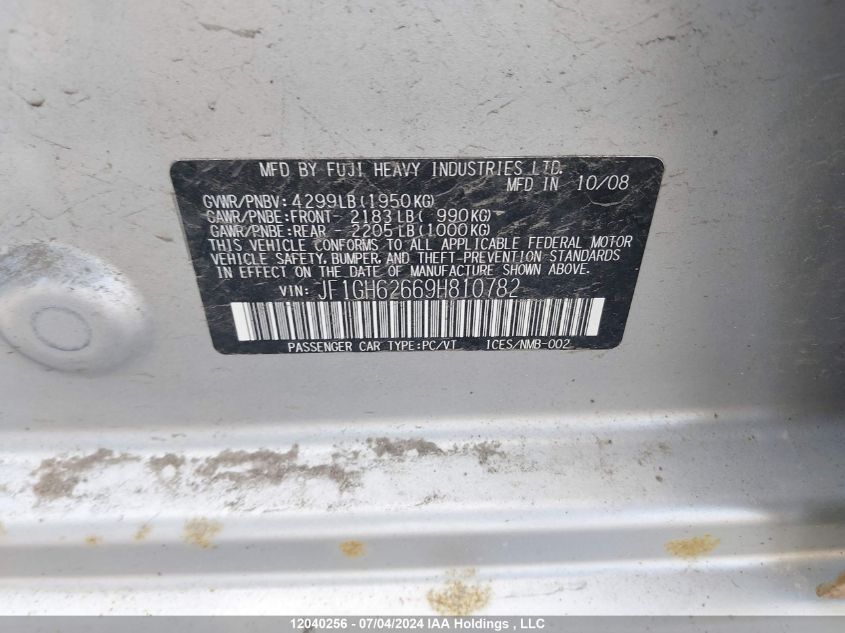 MFD BY FUJI HEAVY INDUSTRIES LTD.
MFD IN 10/08
GVWR/PNBV: 4299LB(1950KG)
GAWR/PNBE:FRONT- 2183LB( 990KG)
GAWR/PNBE:REAR - 2205LB(1000KG)
THIS VEHICLE CONFORMS TO ALL APPLICABLE FEDERAL MOTOR
VEHICLE SAFETY, BUMPER, AND THEFT-PREVENTION STANDARDS
IN EFFECT ON THE DATE OF MANUFACTURE SHOWN ABOVE.
VIN: JF1GH62669H810782
PASSENGER CAR TYPE:PC/VT ICES/NMB-002
12040256 - 07/04/2024 IAA Holdings , LLC